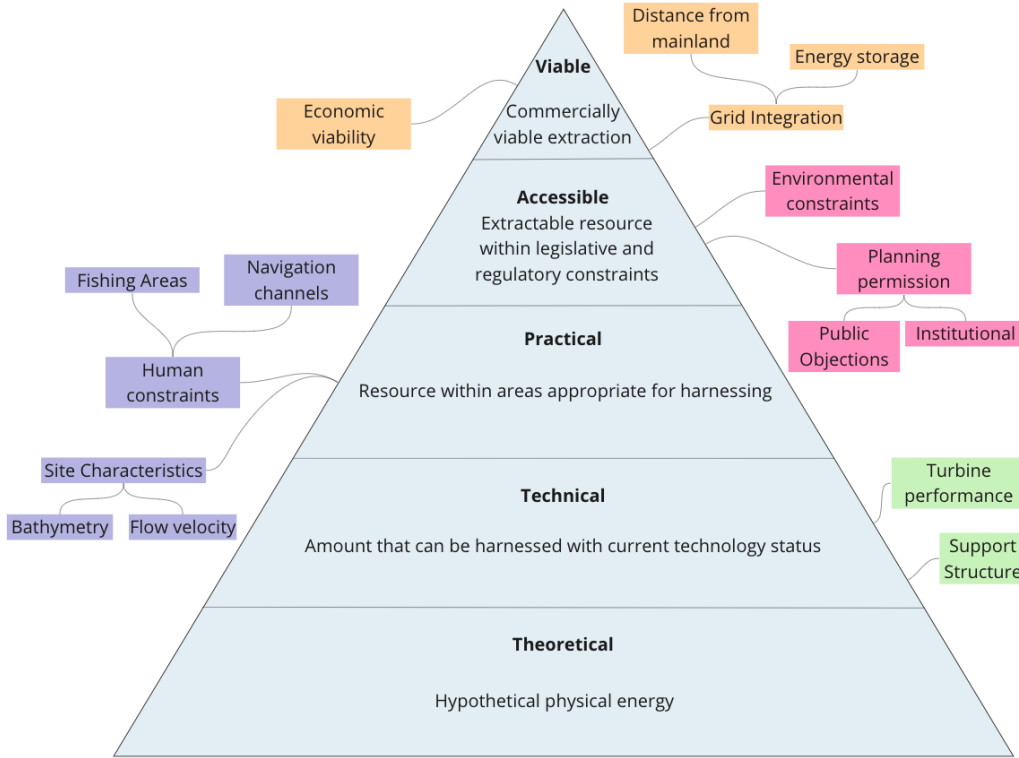 Distance from
mainland
Energy storage
Viable
Economic
viability
Commercially
viable extraction
Grid Integration
Environmental
constraints
Accessible
Extractable resource
within legislative and
regulatory constraints
Planning
permission
Fishing Areas
Navigation
channels
Public
Objections
Institutional
Practical
Human
constraints
Resource within areas appropriate for harnessing
Site Characteristics
Bathymetry
Flow velocity
Turbine
performance
Technical
Amount that can be harnessed with current technology status
Support
Structure
Theoretical
Hypothetical physical energy